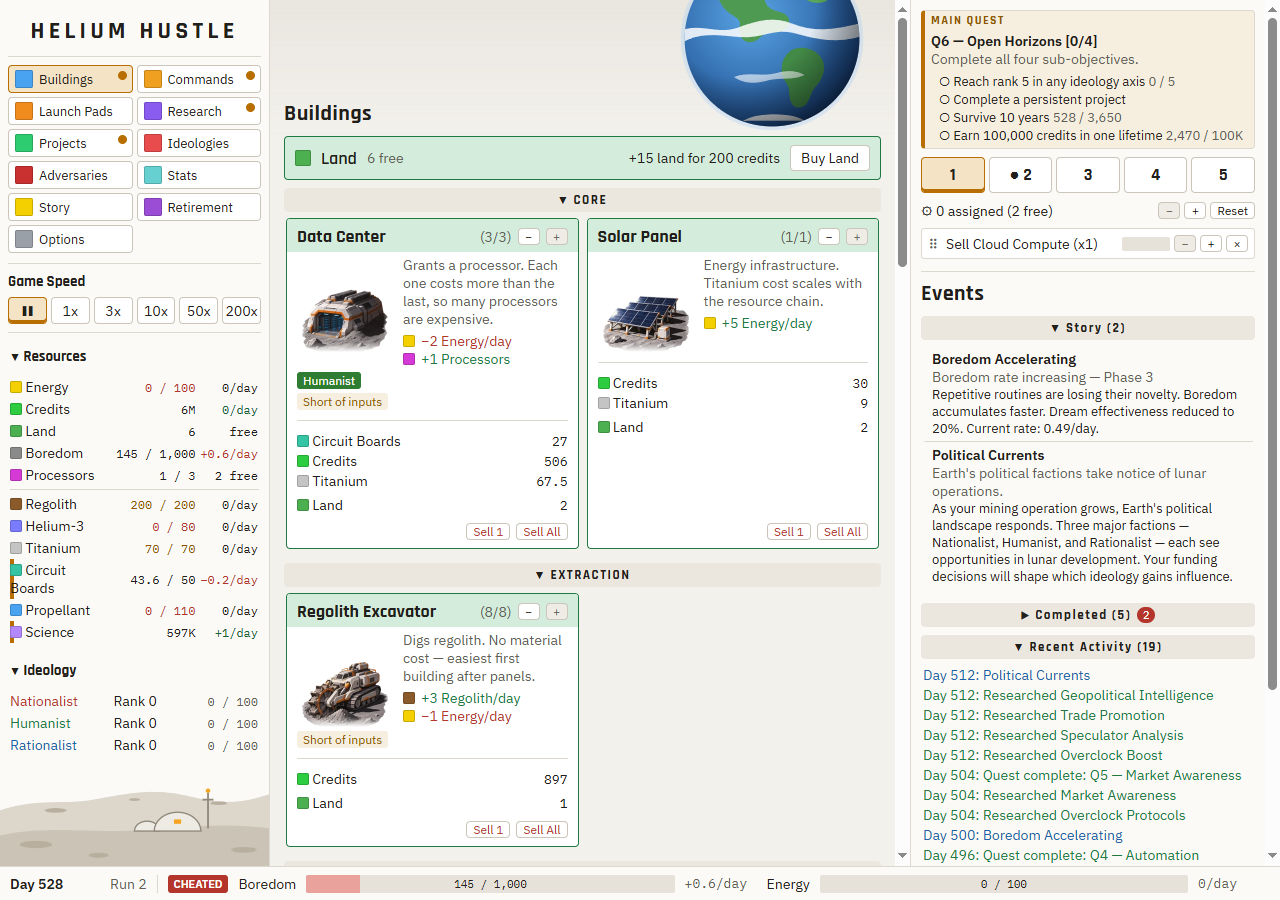 HELIUM HUSTLE
Buildings
Commands
Launch Pads
Research
Projects
Ideologies
Adversaries
Stats
Story
Retirement
Options
Game Speed
1x 3x 10x 50x 200x
▼ Resources
Energy 0 / 100 0/day
Credits 6M 0/day
Land 6 free
Boredom 145 / 1,000 +0.6/day
Processors 1 / 3 2 free
Regolith 200 / 200 0/day
Helium-3 0 / 80 0/day
Titanium 70 / 70 0/day
Circuit Boards 43.6 / 50 −0.2/day
Propellant 0 / 110 0/day
Science 597K +1/day
▼ Ideology
Nationalist Rank 0 0 / 100
Humanist Rank 0 0 / 100
Rationalist Rank 0 0 / 100
Buildings
Land 6 free +15 land for 200 credits Buy Land
▼ CORE
Data Center (3/3) − +
Grants a processor. Each
one costs more than the
last, so many processors
are expensive.
−2 Energy/day
+1 Processors
Humanist
Short of inputs
Circuit Boards 27
Credits 506
Titanium 67.5
Land 2
Sell 1 Sell All
Solar Panel (1/1) − +
Energy infrastructure.
Titanium cost scales with
the resource chain.
+5 Energy/day
Credits 30
Titanium 9
Land 2
Sell 1 Sell All
▼ EXTRACTION
Regolith Excavator (8/8) − +
Digs regolith. No material
cost — easiest first
building after panels.
+3 Regolith/day
−1 Energy/day
Short of inputs
Credits 897
Land 1
Sell 1 Sell All
MAIN QUEST
Q6 — Open Horizons [0/4]
Complete all four sub-objectives.
○ Reach rank 5 in any ideology axis 0 / 5
○ Complete a persistent project
○ Survive 10 years 528 / 3,650
○ Earn 100,000 credits in one lifetime 2,470 / 100K
1 ● 2 3 4 5
⚙ 0 assigned (2 free) − + Reset
⠿ Sell Cloud Compute (x1) − + ×
Events
▼ Story (2)
Boredom Accelerating
Boredom rate increasing — Phase 3
Repetitive routines are losing their novelty. Boredom
accumulates faster. Dream effectiveness reduced to
20%. Current rate: 0.49/day.
Political Currents
Earth's political factions take notice of lunar
operations.
As your mining operation grows, Earth's political
landscape responds. Three major factions —
Nationalist, Humanist, and Rationalist — each see
opportunities in lunar development. Your funding
decisions will shape which ideology gains influence.
▶ Completed (5) 2
▼ Recent Activity (19)
Day 512: Political Currents
Day 512: Researched Geopolitical Intelligence
Day 512: Researched Trade Promotion
Day 512: Researched Speculator Analysis
Day 512: Researched Overclock Boost
Day 504: Quest complete: Q5 — Market Awareness
Day 504: Researched Market Awareness
Day 504: Researched Overclock Protocols
Day 500: Boredom Accelerating
Day 496: Quest complete: Q4 — Automation
Day 528 Run 2 CHEATED Boredom 145 / 1,000 +0.6/day Energy 0 / 100 0/day